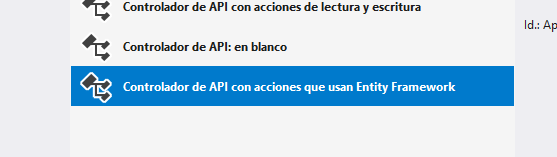 Controlador de API con acciones de lectura y escritura
Controlador de API: en blanco
Id.: Ap
Controlador de API con acciones que usan Entity Framework